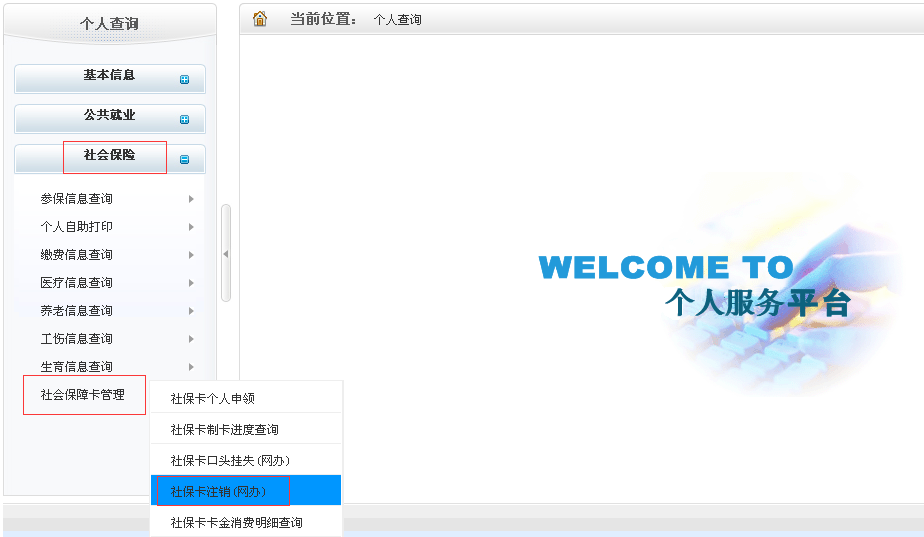 个人查询
当前位置： 个人查询
基本信息
公共就业
社会保险
参保信息查询
个人自助打印
缴费信息查询
医疗信息查询
养老信息查询
工伤信息查询
生育信息查询
社会保障卡管理
社保卡个人申领
社保卡制卡进度查询
社保卡口头挂失(网办)
社保卡注销(网办)
社保卡卡金消费明细查询
WELCOME TO
个人服务平台